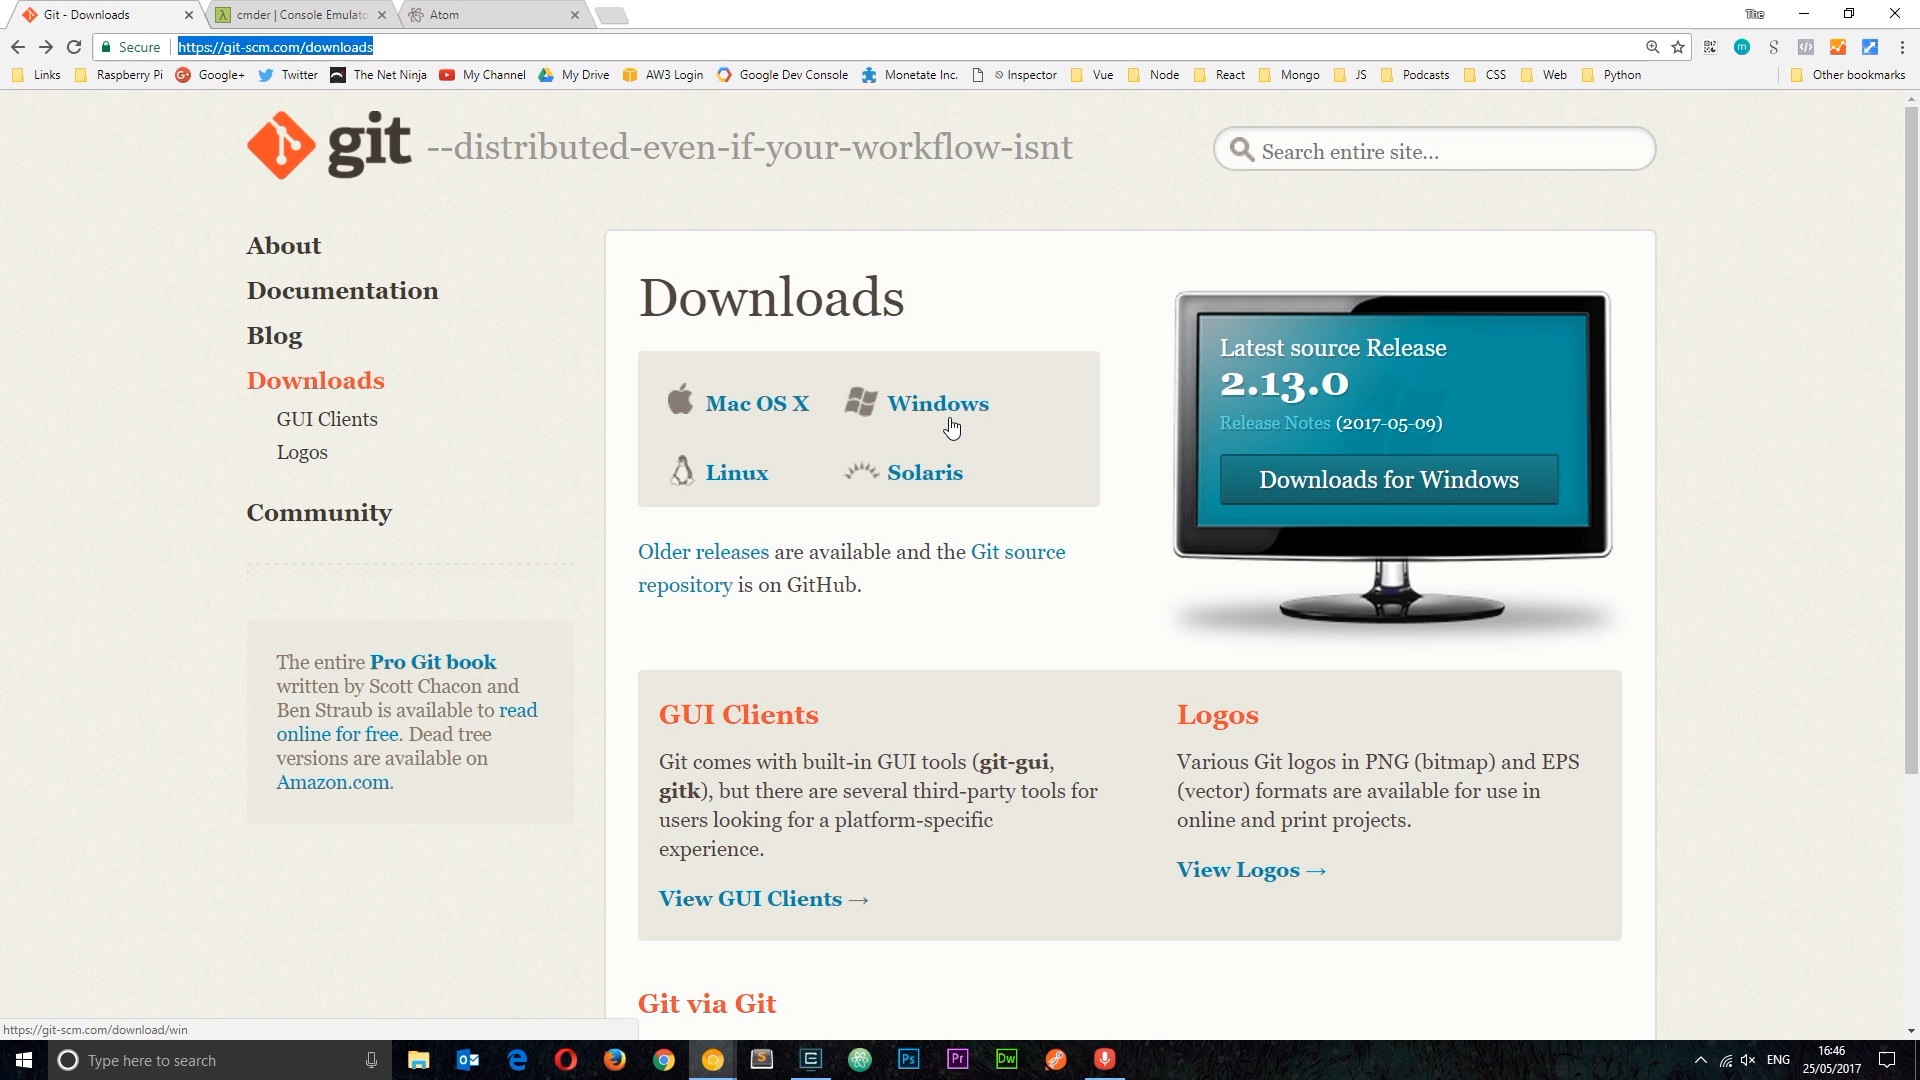 Git - Downloads
cmder | Console Emulato
Atom
The
Secure
https://git-scm.com/downloads
Links
Raspberry Pi
Google+
Twitter
The Net Ninja
My Channel
My Drive
AW3 Login
Google Dev Console
Monetate Inc.
Inspector
Vue
Node
React
Mongo
JS
Podcasts
CSS
Web
Python
Other bookmarks
git --distributed-even-if-your-workflow-isnt
Search entire site...
About
Documentation
Blog
Downloads
GUI Clients
Logos
Community
The entire Pro Git book
written by Scott Chacon and
Ben Straub is available to read
online for free. Dead tree
versions are available on
Amazon.com.
Downloads
Mac OS X
Windows
Linux
Solaris
Older releases are available and the Git source
repository is on GitHub.
Latest source Release
2.13.0
Release Notes (2017-05-09)
Downloads for Windows
GUI Clients
Git comes with built-in GUI tools (git-gui,
gitk), but there are several third-party tools for
users looking for a platform-specific
experience.
View GUI Clients →
Logos
Various Git logos in PNG (bitmap) and EPS
(vector) formats are available for use in
online and print projects.
View Logos →
Git via Git
https://git-scm.com/download/win
Type here to search
Ps
Pr
Dw
ENG
16:46
25/05/2017